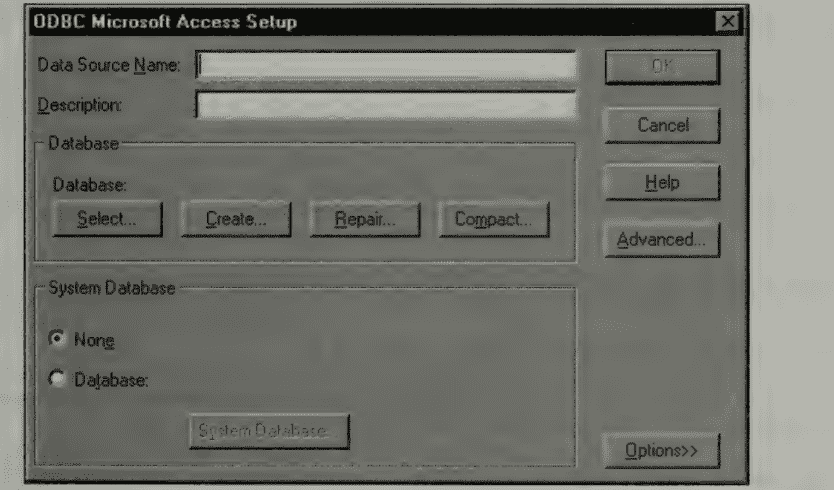 ODBC Microsoft Access Setup
Data Source Name:
OK
Description:
Cancel
Database
Database:
Help
Select...
Create...
Repair...
Compact...
Advanced...
System Database
None
Database:
System Database...
Options>>